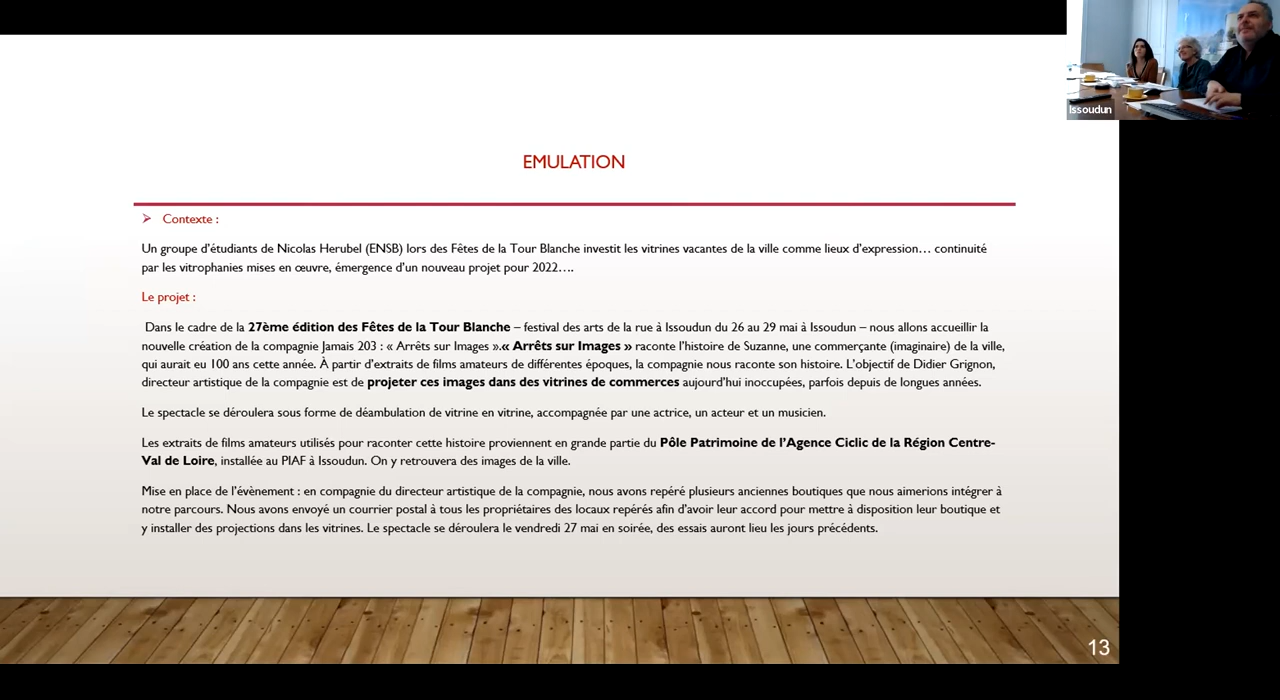 Issoudun
EMULATION
➢ Contexte :
Un groupe d'étudiants de Nicolas Herubel (ENSB) lors des Fêtes de la Tour Blanche investit les vitrines vacantes de la ville comme lieux d'expression… continuité
par les vitrophanies mises en œuvre, émergence d'un nouveau projet pour 2022….
Le projet :
Dans le cadre de la 27ème édition des Fêtes de la Tour Blanche – festival des arts de la rue à Issoudun du 26 au 29 mai à Issoudun – nous allons accueillir la
nouvelle création de la compagnie Jamais 203 : « Arrêts sur Images ».« Arrêts sur Images » raconte l'histoire de Suzanne, une commerçante (imaginaire) de la ville,
qui aurait eu 100 ans cette année. À partir d'extraits de films amateurs de différentes époques, la compagnie nous raconte son histoire. L'objectif de Didier Grignon,
directeur artistique de la compagnie est de projeter ces images dans des vitrines de commerces aujourd'hui inoccupées, parfois depuis de longues années.
Le spectacle se déroulera sous forme de déambulation de vitrine en vitrine, accompagnée par une actrice, un acteur et un musicien.
Les extraits de films amateurs utilisés pour raconter cette histoire proviennent en grande partie du Pôle Patrimoine de l'Agence Ciclic de la Région Centre-
Val de Loire, installée au PIAF à Issoudun. On y retrouvera des images de la ville.
Mise en place de l'évènement : en compagnie du directeur artistique de la compagnie, nous avons repéré plusieurs anciennes boutiques que nous aimerions intégrer à
notre parcours. Nous avons envoyé un courrier postal à tous les propriétaires des locaux repérés afin d'avoir leur accord pour mettre à disposition leur boutique et
y installer des projections dans les vitrines. Le spectacle se déroulera le vendredi 27 mai en soirée, des essais auront lieu les jours précédents.
13